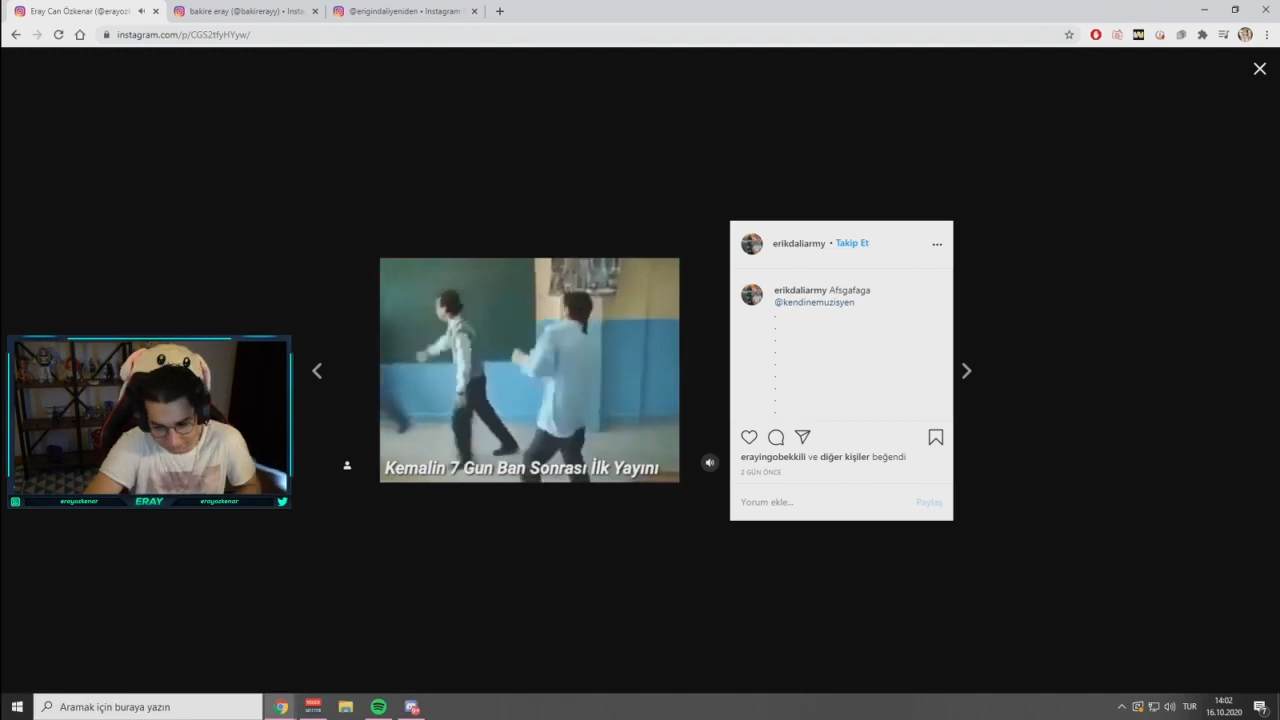 Eray Can Özkenar (@erayozk
bakire eray (@bakirerayy) • Insta
@erigindaliyeniden • Instagram
instagram.com/p/CGS2tfyHYyw/
erikdaliarmy • Takip Et
erikdaliarmy Afsgafaga
@kendinemuzisyen
.
.
.
.
.
.
.
.
.
Kemalin 7 Gun Ban Sonrası İlk Yayını
erayingobekkili ve diğer kişiler beğendi
2 GÜN ÖNCE
Yorum ekle...
Paylaş
erayozkenar
ERAY
erayozkenar
Aramak için buraya yazın
TUR
14:02
16.10.2020